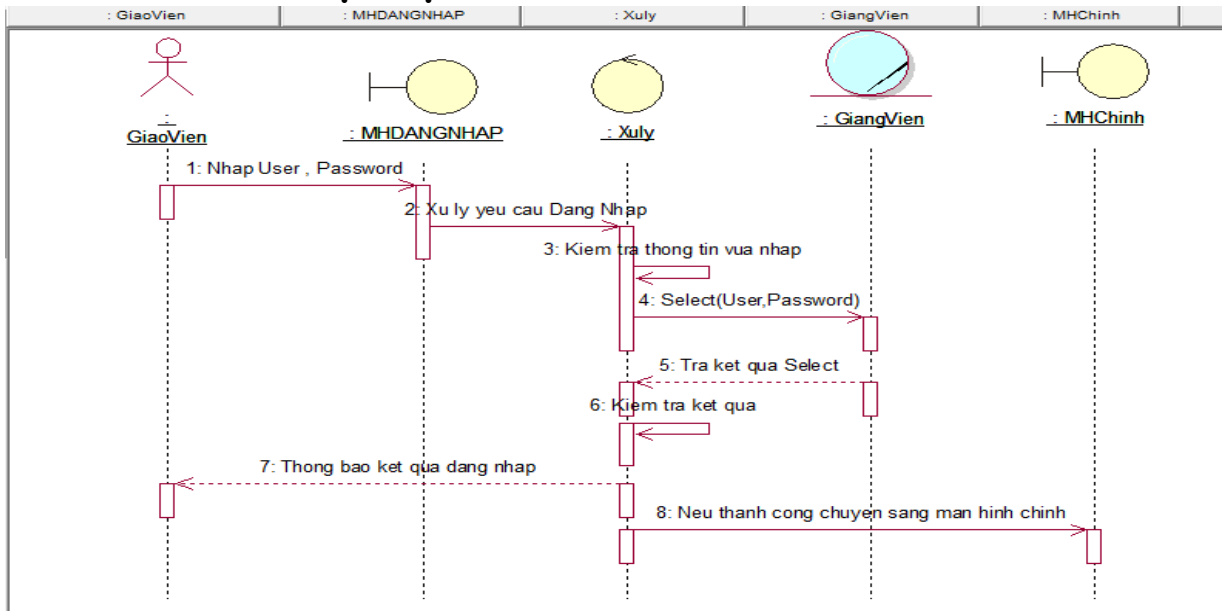 : GiaoVien
: MHDANGNHAP
: Xuly
: GiangVien
: MHChinh
:
GiaoVien
: MHDANGNHAP
: Xuly
: GiangVien
: MHChinh
1: Nhap User , Password
2: Xu ly yeu cau Dang Nhap
3: Kiem tra thong tin vua nhap
4: Select(User,Password)
5: Tra ket qua Select
6: Kiem tra ket qua
7: Thong bao ket qua dang nhap
8: Neu thanh cong chuyen sang man hinh chinh